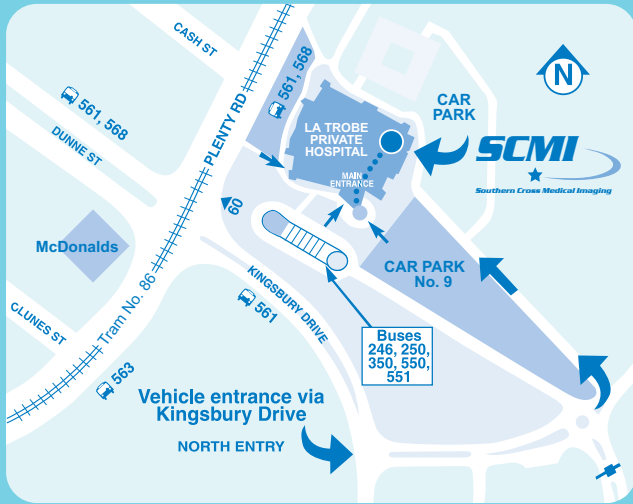 CASH ST
561, 568
561, 568
DUNNE ST
PLENTY RD
LA TROBE
PRIVATE
HOSPITAL
MAIN
ENTRANCE
CAR
PARK
N
SCMI
Southern Cross Medical Imaging
60
McDonalds
CAR PARK
No. 9
KINGSBURY DRIVE
561
CLUNES ST
Tram No. 86
563
Buses
246, 250,
350, 550,
551
Vehicle entrance via
Kingsbury Drive
NORTH ENTRY